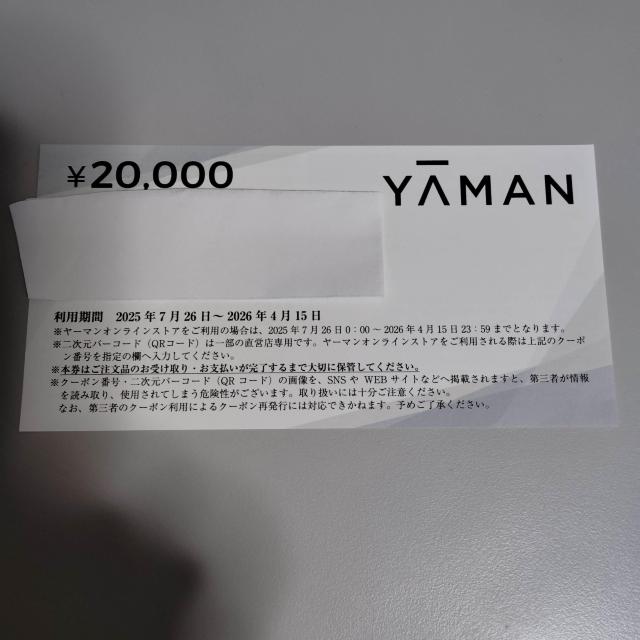 ¥20,000
YĀMAN
利用期間　2025年7月26日～2026年4月15日
※ヤーマンオンラインストアをご利用の場合は、2025年7月26日0：00～2026年4月15日23：59までとなります。
※二次元バーコード（QRコード）は一部の直営店専用です。ヤーマンオンラインストアをご利用される際は上記のクーポ
ン番号を指定の欄へ入力してください。
※本券はご注文品のお受け取り・お支払いが完了するまで大切に保管してください。
※クーポン番号・二次元バーコード（QRコード）の画像を、SNSやWEBサイトなどへ掲載されますと、第三者が情報
を読み取り、使用されてしまう危険性がございます。取り扱いには十分ご注意ください。
なお、第三者のクーポン利用によるクーポン再発行には対応できかねます。予めご了承ください。